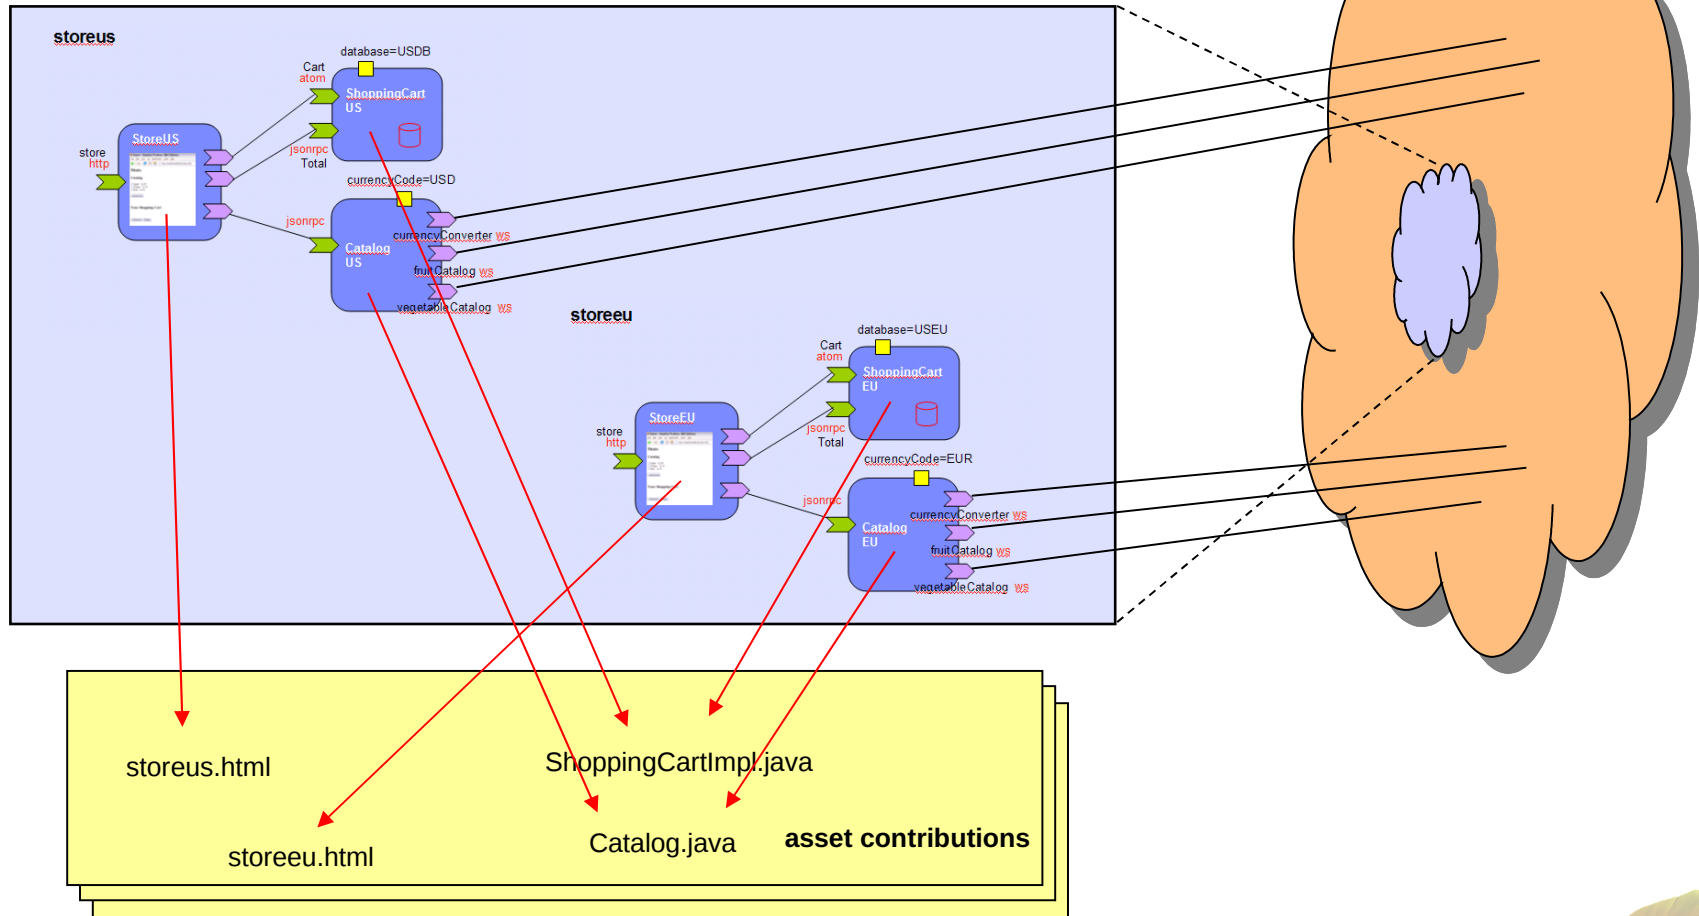 storeus
database=USDB
Cart
atom
ShoppingCart
US
StoreUS
store
http
jsonrpc
Total
currencyCode=USD
jsonrpc
currencyConverter ws
Catalog
US
fruitCatalog ws
vegetableCatalog ws
storeeu
database=USEU
Cart
atom
ShoppingCart
EU
StoreEU
store
http
jsonrpc
Total
currencyCode=EUR
jsonrpc
currencyConverter ws
Catalog
EU
fruitCatalog ws
vegetableCatalog ws
storeus.html
ShoppingCartImpl.java
storeeu.html
Catalog.java
asset contributions